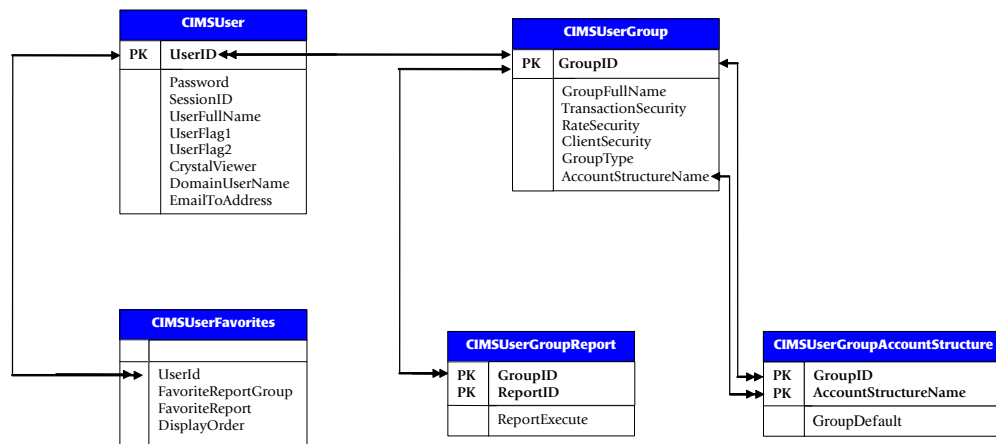 CIMSUser
PK UserID
Password
SessionID
UserFullName
UserFlag1
UserFlag2
CrystalViewer
DomainUserName
EmailToAddress
CIMSUserGroup
PK GroupID
GroupFullName
TransactionSecurity
RateSecurity
ClientSecurity
GroupType
AccountStructureName
CIMSUserFavorites
UserId
FavoriteReportGroup
FavoriteReport
DisplayOrder
CIMSUserGroupReport
PK GroupID
PK ReportID
ReportExecute
CIMSUserGroupAccountStructure
PK GroupID
PK AccountStructureName
GroupDefault